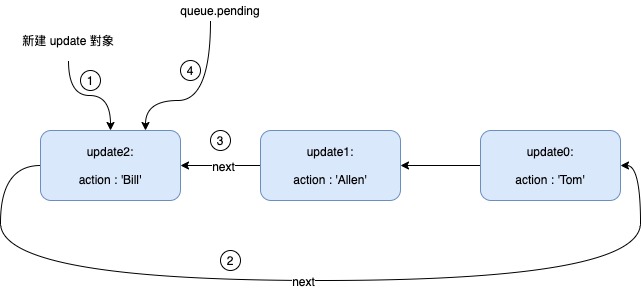 queue.pending
新建 update 對象
1
4
update2:
action : 'Bill'
3
next
update1:
action : 'Allen'
update0:
action : 'Tom'
2
next